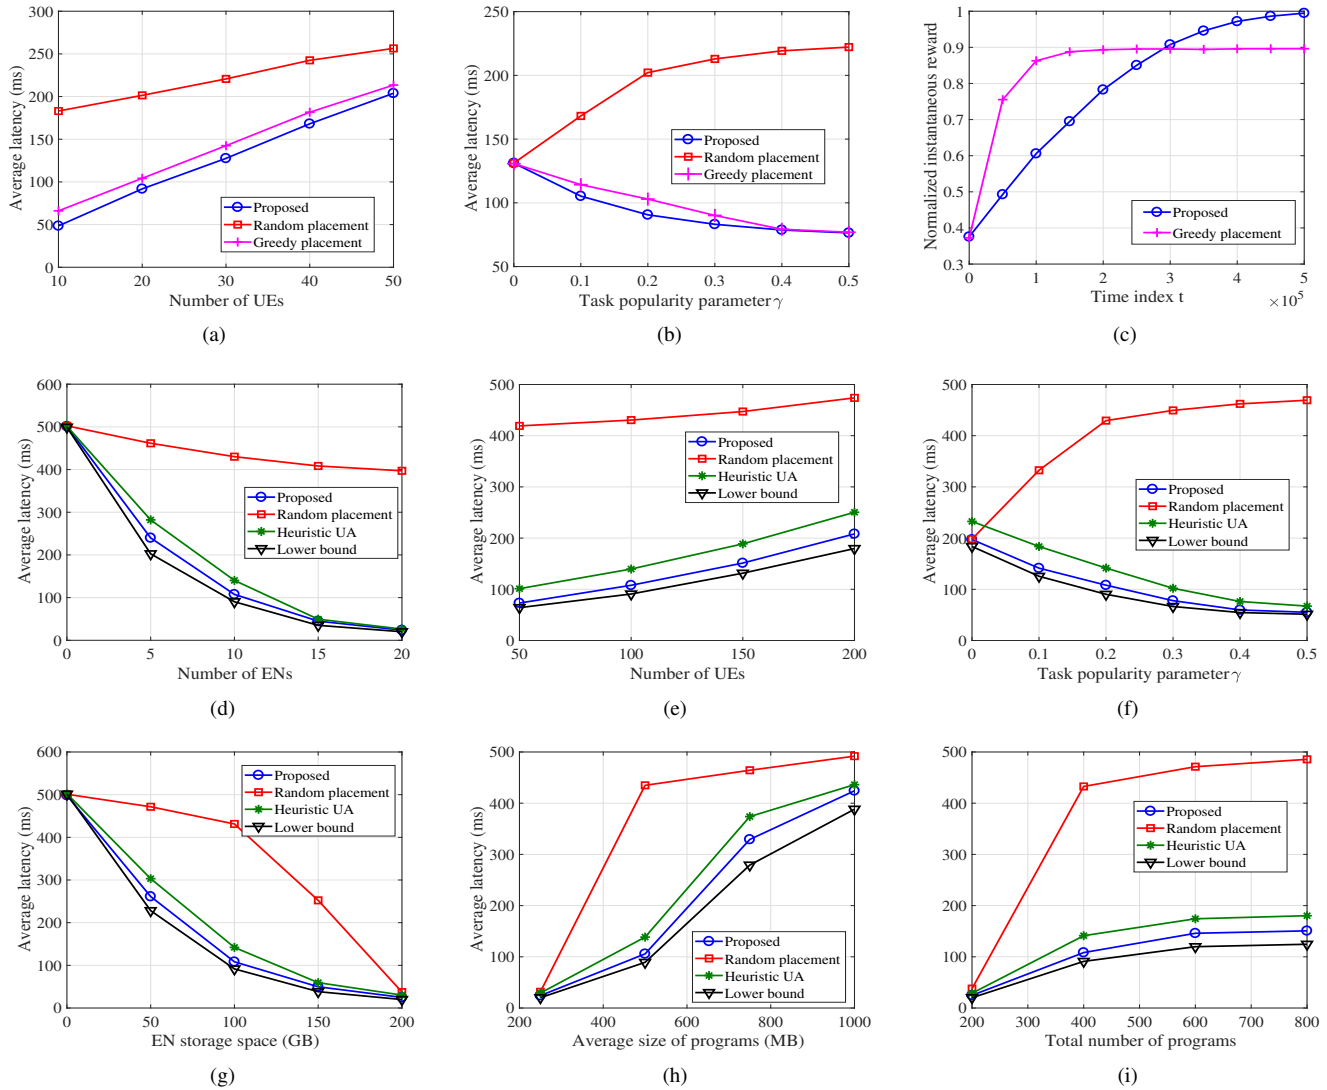 300
250
200
150
100
50
0
10 20 30 40 50
Average latency (ms)
Number of UEs
Proposed
Random placement
Greedy placement
(a)
250
200
150
100
50
0 0.1 0.2 0.3 0.4 0.5
Average latency (ms)
Task popularity parameter γ
Proposed
Random placement
Greedy placement
(b)
1
0.9
0.8
0.7
0.6
0.5
0.4
0.3
0 1 2 3 4 5
×10⁵
Normalized instantaneous reward
Time index t
Proposed
Greedy placement
(c)
600
500
400
300
200
100
0
0 5 10 15 20
Average latency (ms)
Number of ENs
Proposed
Random placement
Heuristic UA
Lower bound
(d)
500
400
300
200
100
0
50 100 150 200
Average latency (ms)
Number of UEs
Proposed
Random placement
Heuristic UA
Lower bound
(e)
500
400
300
200
100
0
0 0.1 0.2 0.3 0.4 0.5
Average latency (ms)
Task popularity parameter γ
Proposed
Random placement
Heuristic UA
Lower bound
(f)
600
500
400
300
200
100
0
0 50 100 150 200
Average latency (ms)
EN storage space (GB)
Proposed
Random placement
Heuristic UA
Lower bound
(g)
500
400
300
200
100
0
200 400 600 800 1000
Average latency (ms)
Average size of programs (MB)
Proposed
Random placement
Heuristic UA
Lower bound
(h)
500
400
300
200
100
0
200 300 400 500 600 700 800
Average latency (ms)
Total number of programs
Proposed
Random placement
Heuristic UA
Lower bound
(i)